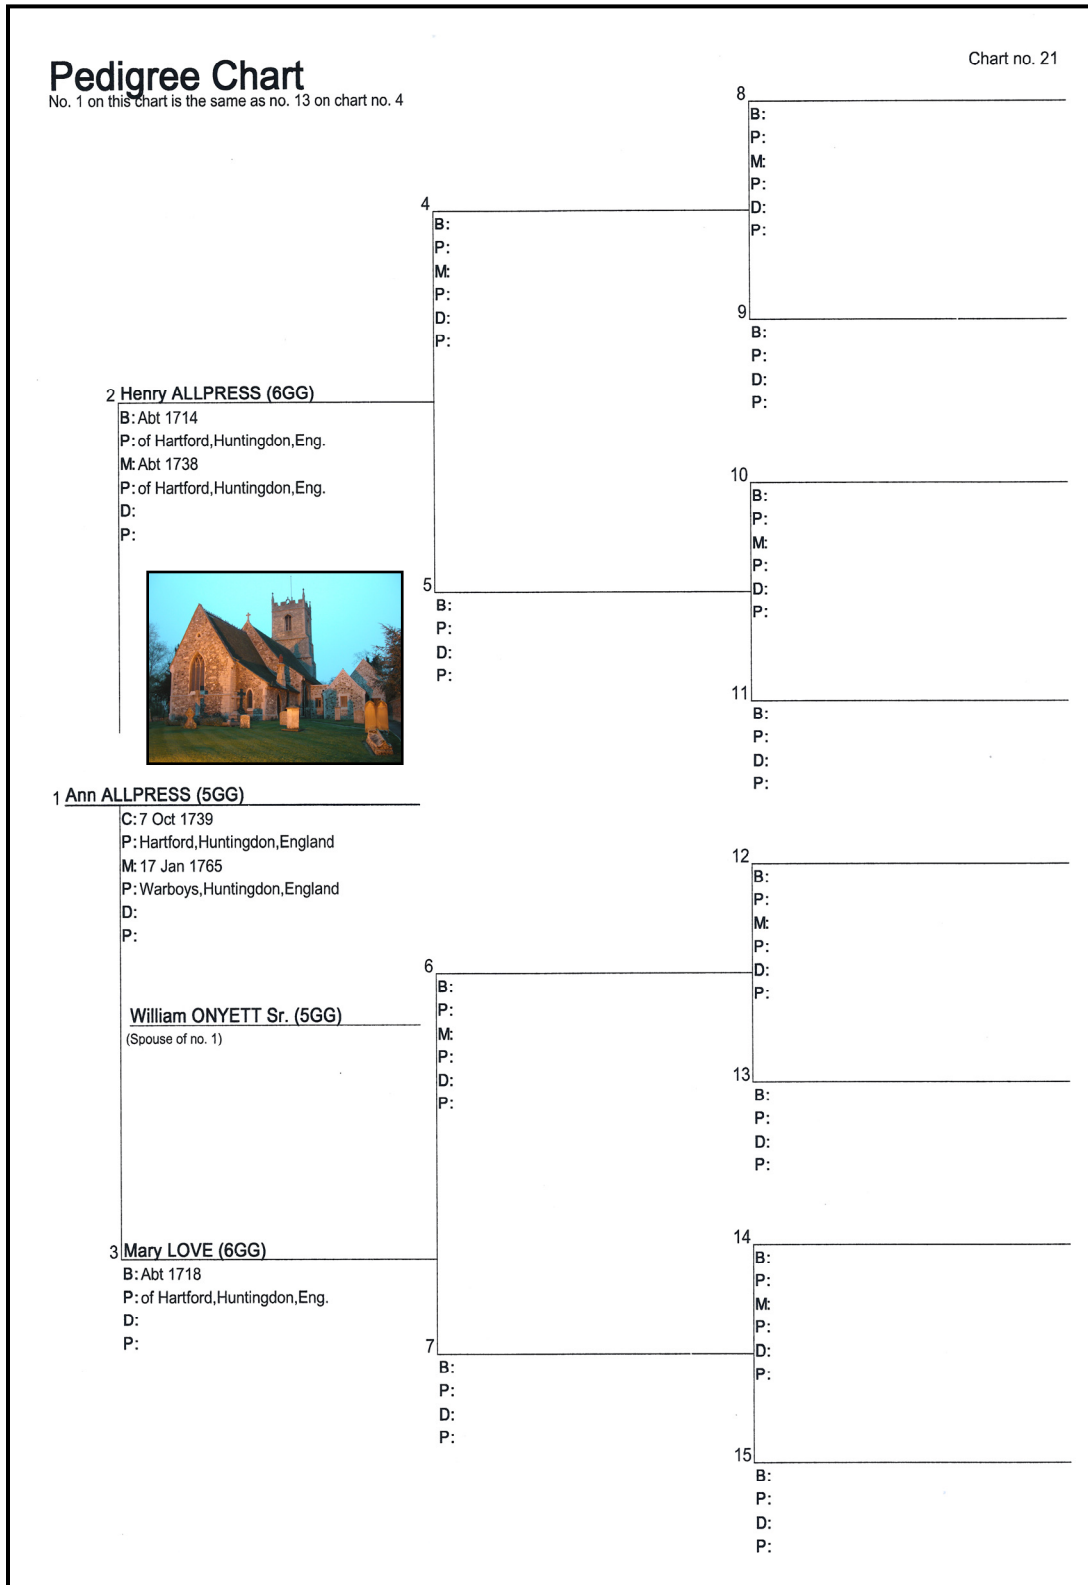 Pedigree Chart
Chart no. 21
No. 1 on this chart is the same as no. 13 on chart no. 4
8
B:
P:
M:
P:
D:
P:
4
B:
P:
M:
P:
D:
P:
9
B:
P:
D:
P:
2 Henry ALLPRESS (6GG)
B: Abt 1714
P: of Hartford,Huntingdon,Eng.
M: Abt 1738
P: of Hartford,Huntingdon,Eng.
D:
P:
10
B:
P:
M:
P:
D:
P:
5
B:
P:
D:
P:
11
B:
P:
D:
P:
1 Ann ALLPRESS (5GG)
C: 7 Oct 1739
P: Hartford,Huntingdon,England
M: 17 Jan 1765
P: Warboys,Huntingdon,England
D:
P:
12
B:
P:
M:
P:
D:
P:
6
B:
P:
M:
P:
D:
P:
William ONYETT Sr. (5GG)
(Spouse of no. 1)
13
B:
P:
D:
P:
3 Mary LOVE (6GG)
B: Abt 1718
P: of Hartford,Huntingdon,Eng.
D:
P:
14
B:
P:
M:
P:
D:
P:
7
B:
P:
D:
P:
15
B:
P:
D:
P: